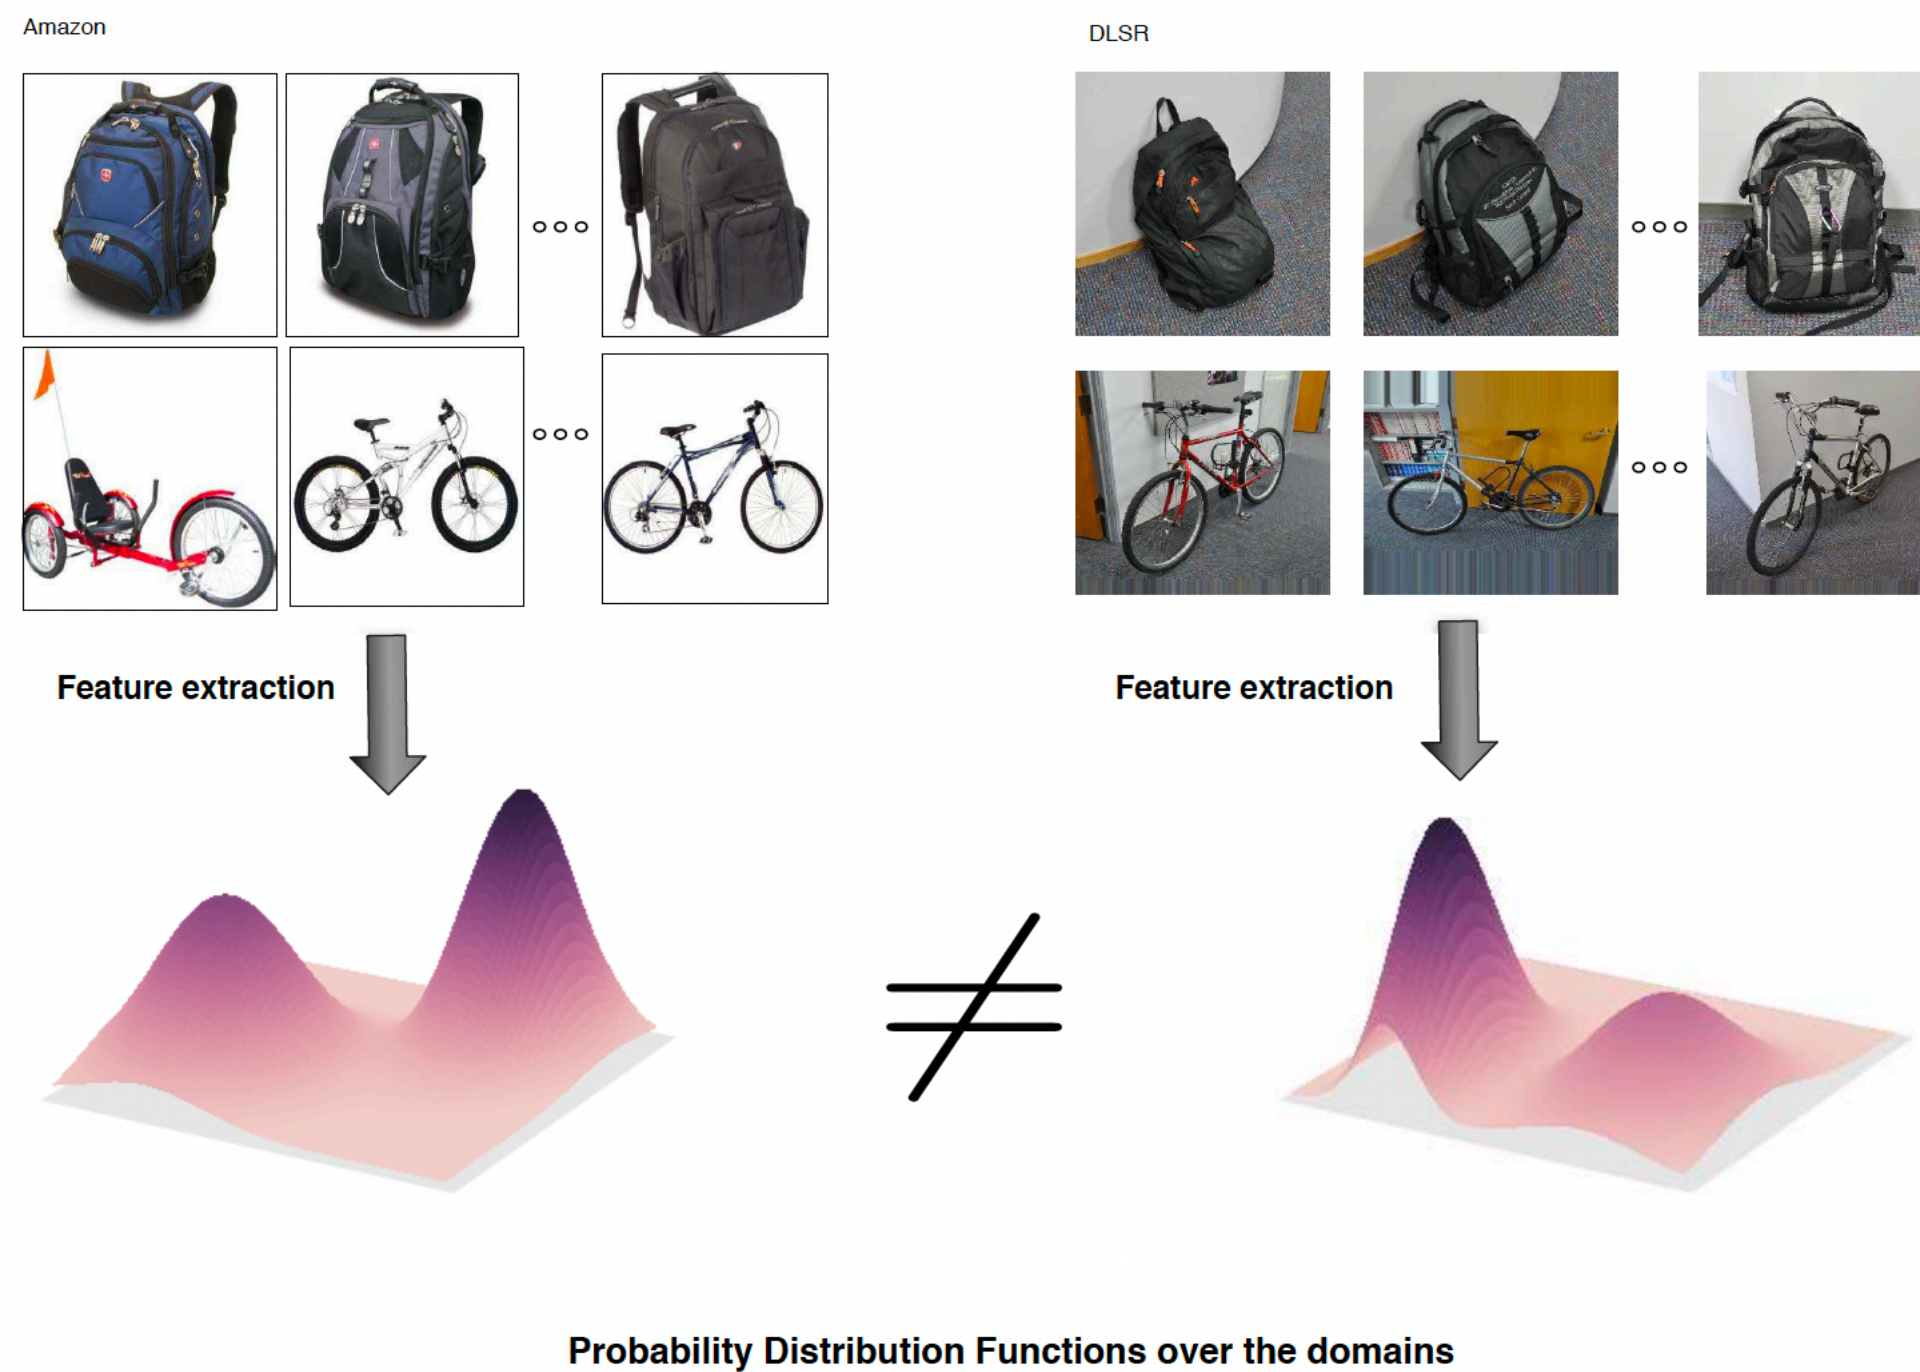 Amazon
DLSR
Feature extraction
Feature extraction
Probability Distribution Functions over the domains